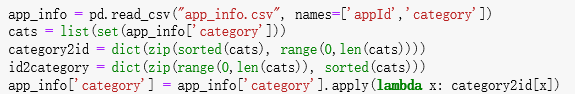 app_info = pd.read_csv("app_info.csv", names=['appId','category'])
cats = list(set(app_info['category']))
category2id = dict(zip(sorted(cats), range(0,len(cats))))
id2category = dict(zip(range(0,len(cats)), sorted(cats)))
app_info['category'] = app_info['category'].apply(lambda x: category2id[x])